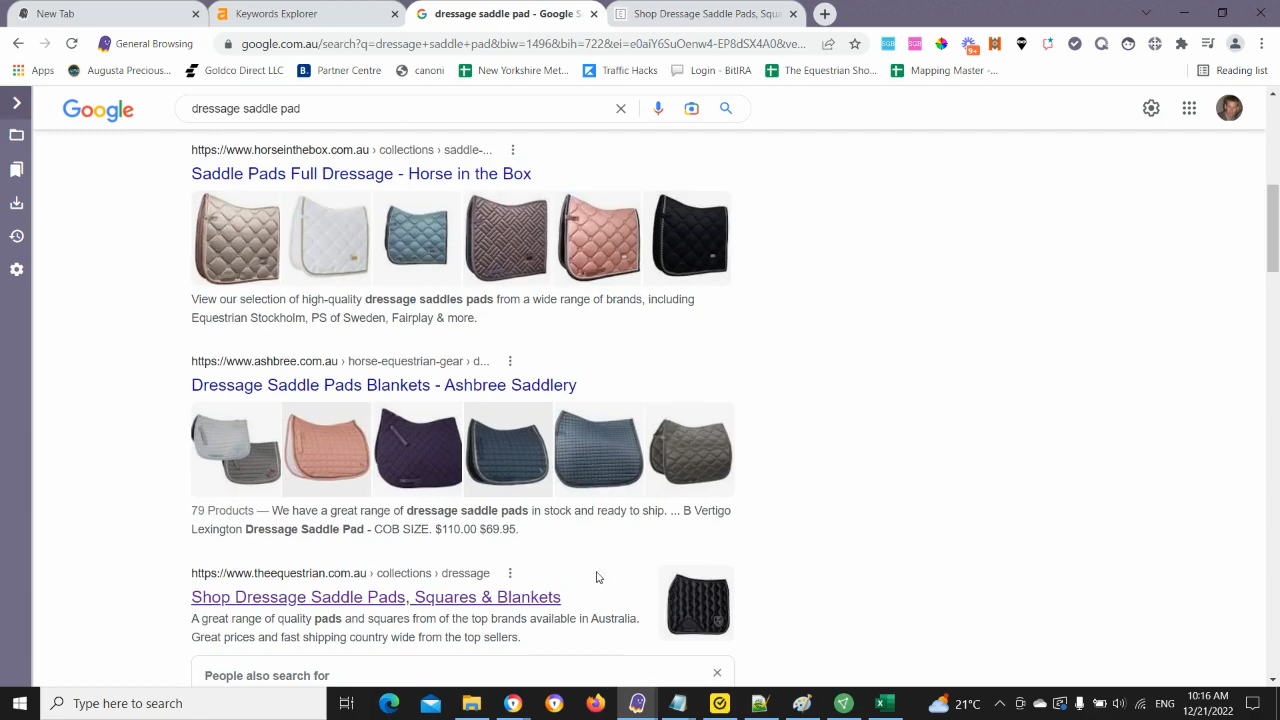 New Tab
Keywords Explorer
dressage saddle pad - Google S
Shop Dressage Saddle Pads, Squa
General Browsing
google.com.au/search?q=dressage+saddle+pad&biw=1496&bih=722&ei=e0aiY6SuOenw4-EP8dSX4A0&ve...
9+
Apps
Augusta Precious...
Goldco Direct LLC
Partner Centre
canoni
New Yorkshire Met...
Traffic Hacks
Login - BitIRA
The Equestrian Sho...
Mapping Master -...
Reading list
Google
dressage saddle pad
https://www.horseinthebox.com.au › collections › saddle-...
Saddle Pads Full Dressage - Horse in the Box
View our selection of high-quality dressage saddles pads from a wide range of brands, including
Equestrian Stockholm, PS of Sweden, Fairplay & more.
https://www.ashbree.com.au › horse-equestrian-gear › d...
Dressage Saddle Pads Blankets - Ashbree Saddlery
79 Products — We have a great range of dressage saddle pads in stock and ready to ship. ... B Vertigo
Lexington Dressage Saddle Pad - COB SIZE. $110.00 $69.95.
https://www.theequestrian.com.au › collections › dressage
Shop Dressage Saddle Pads, Squares & Blankets
A great range of quality pads and squares from of the top brands available in Australia.
Great prices and fast shipping country wide from the top sellers.
People also search for
Type here to search
21°C
ENG
10:16 AM
12/21/2022